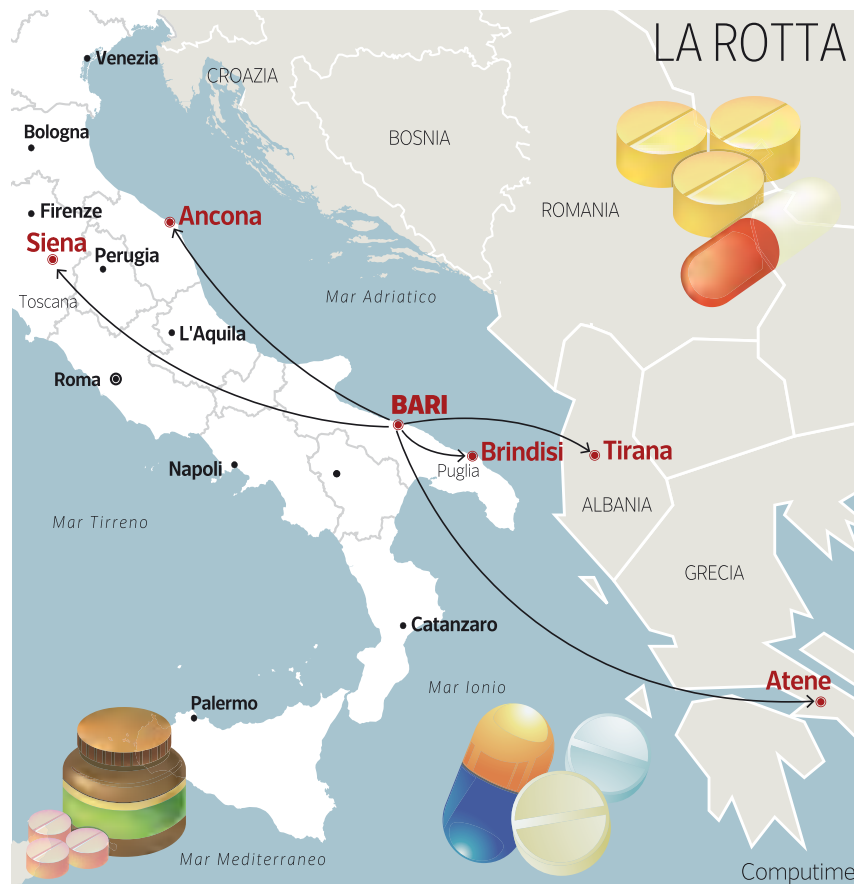 LA ROTTA
Venezia
CROAZIA
Bologna
BOSNIA
Firenze
Ancona
ROMANIA
Siena
Perugia
Toscana
Mar Adriatico
L'Aquila
Roma
BARI
Brindisi
Tirana
Napoli
Puglia
ALBANIA
Mar Tirreno
GRECIA
Catanzaro
Mar Ionio
Atene
Palermo
Mar Mediterraneo
Computime